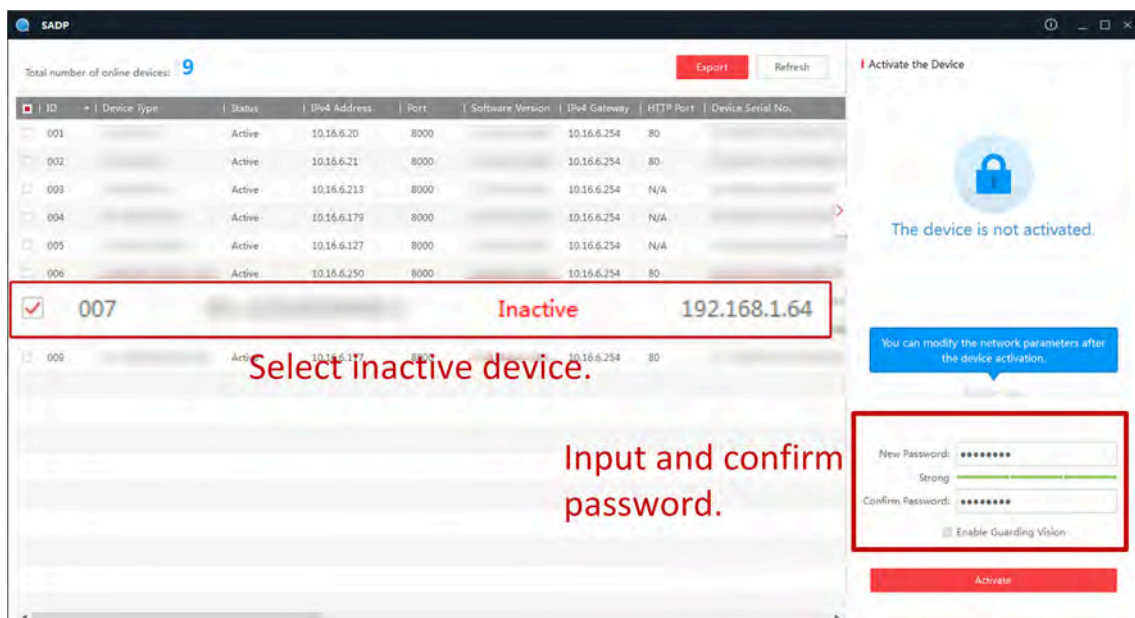 SADP
Total number of online devices: 9
Export
Refresh
ID Device Type Status IPv4 Address Port Software Version IPv4 Gateway HTTP Port Device Serial No.
001 Active 10.16.6.20 8000 10.16.6.254 80
002 Active 10.16.6.21 8000 10.16.6.254 80
003 Active 10.16.6.213 8000 10.16.6.254 N/A
004 Active 10.16.6.179 8000 10.16.6.254 N/A
005 Active 10.16.6.127 8000 10.16.6.254 N/A
006 Active 10.16.6.250 8000 10.16.6.254 80
007 Inactive 192.168.1.64
009 Active 10.16.6.254 80
Select inactive device.
Input and confirm
password.
Activate the Device
The device is not activated.
You can modify the network parameters after
the device activation.
New Password: ●●●●●●●●
Strong
Confirm Password: ●●●●●●●●
Enable Guarding Vision
Activate